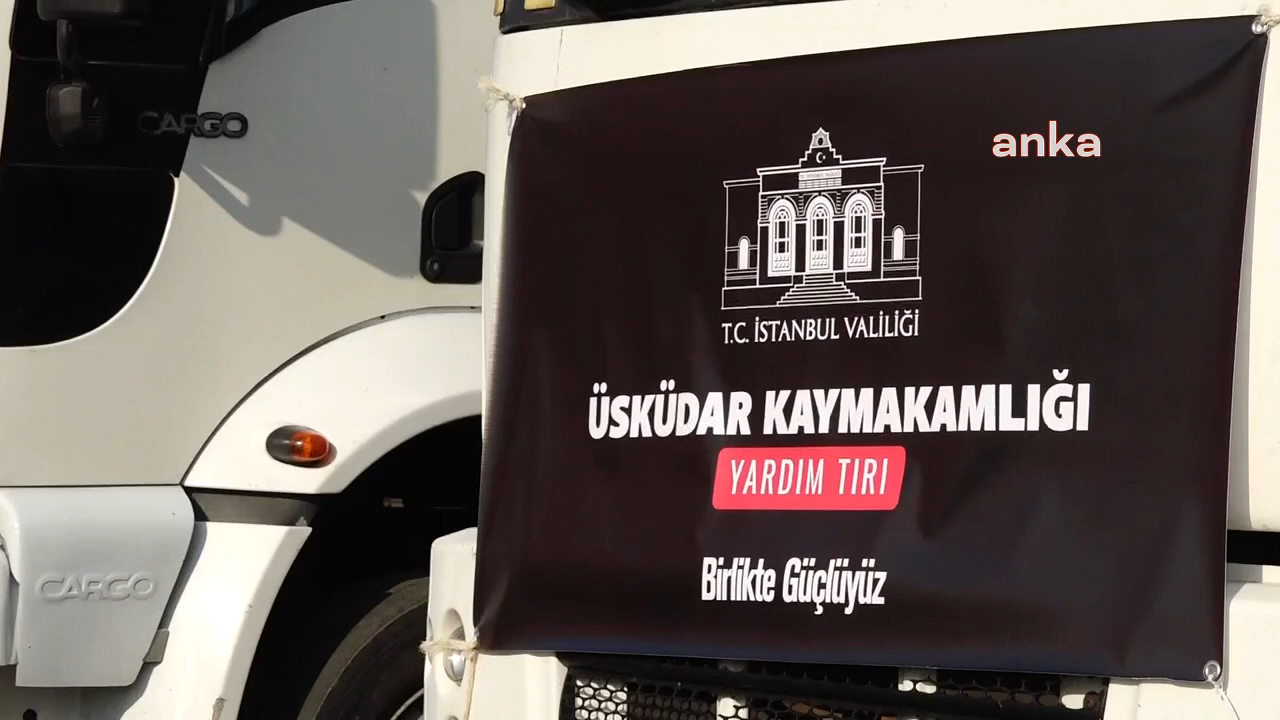 CARGO
anka
T.C. İSTANBUL VALİLİĞİ
ÜSKÜDAR KAYMAKAMLIĞI
YARDIM TIRI
Birlikte Güçlüyüz
CARGO